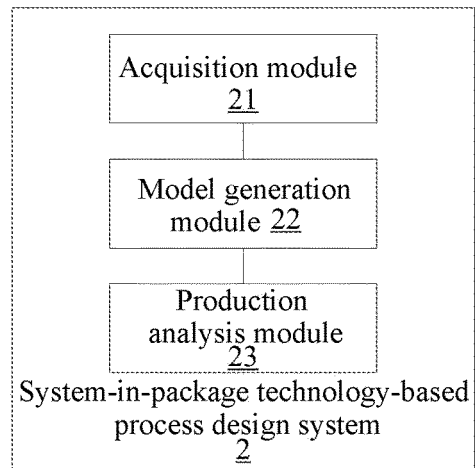 Acquisition module
21
Model generation
module 22
Production
analysis module
23
System-in-package technology-based
process design system
2